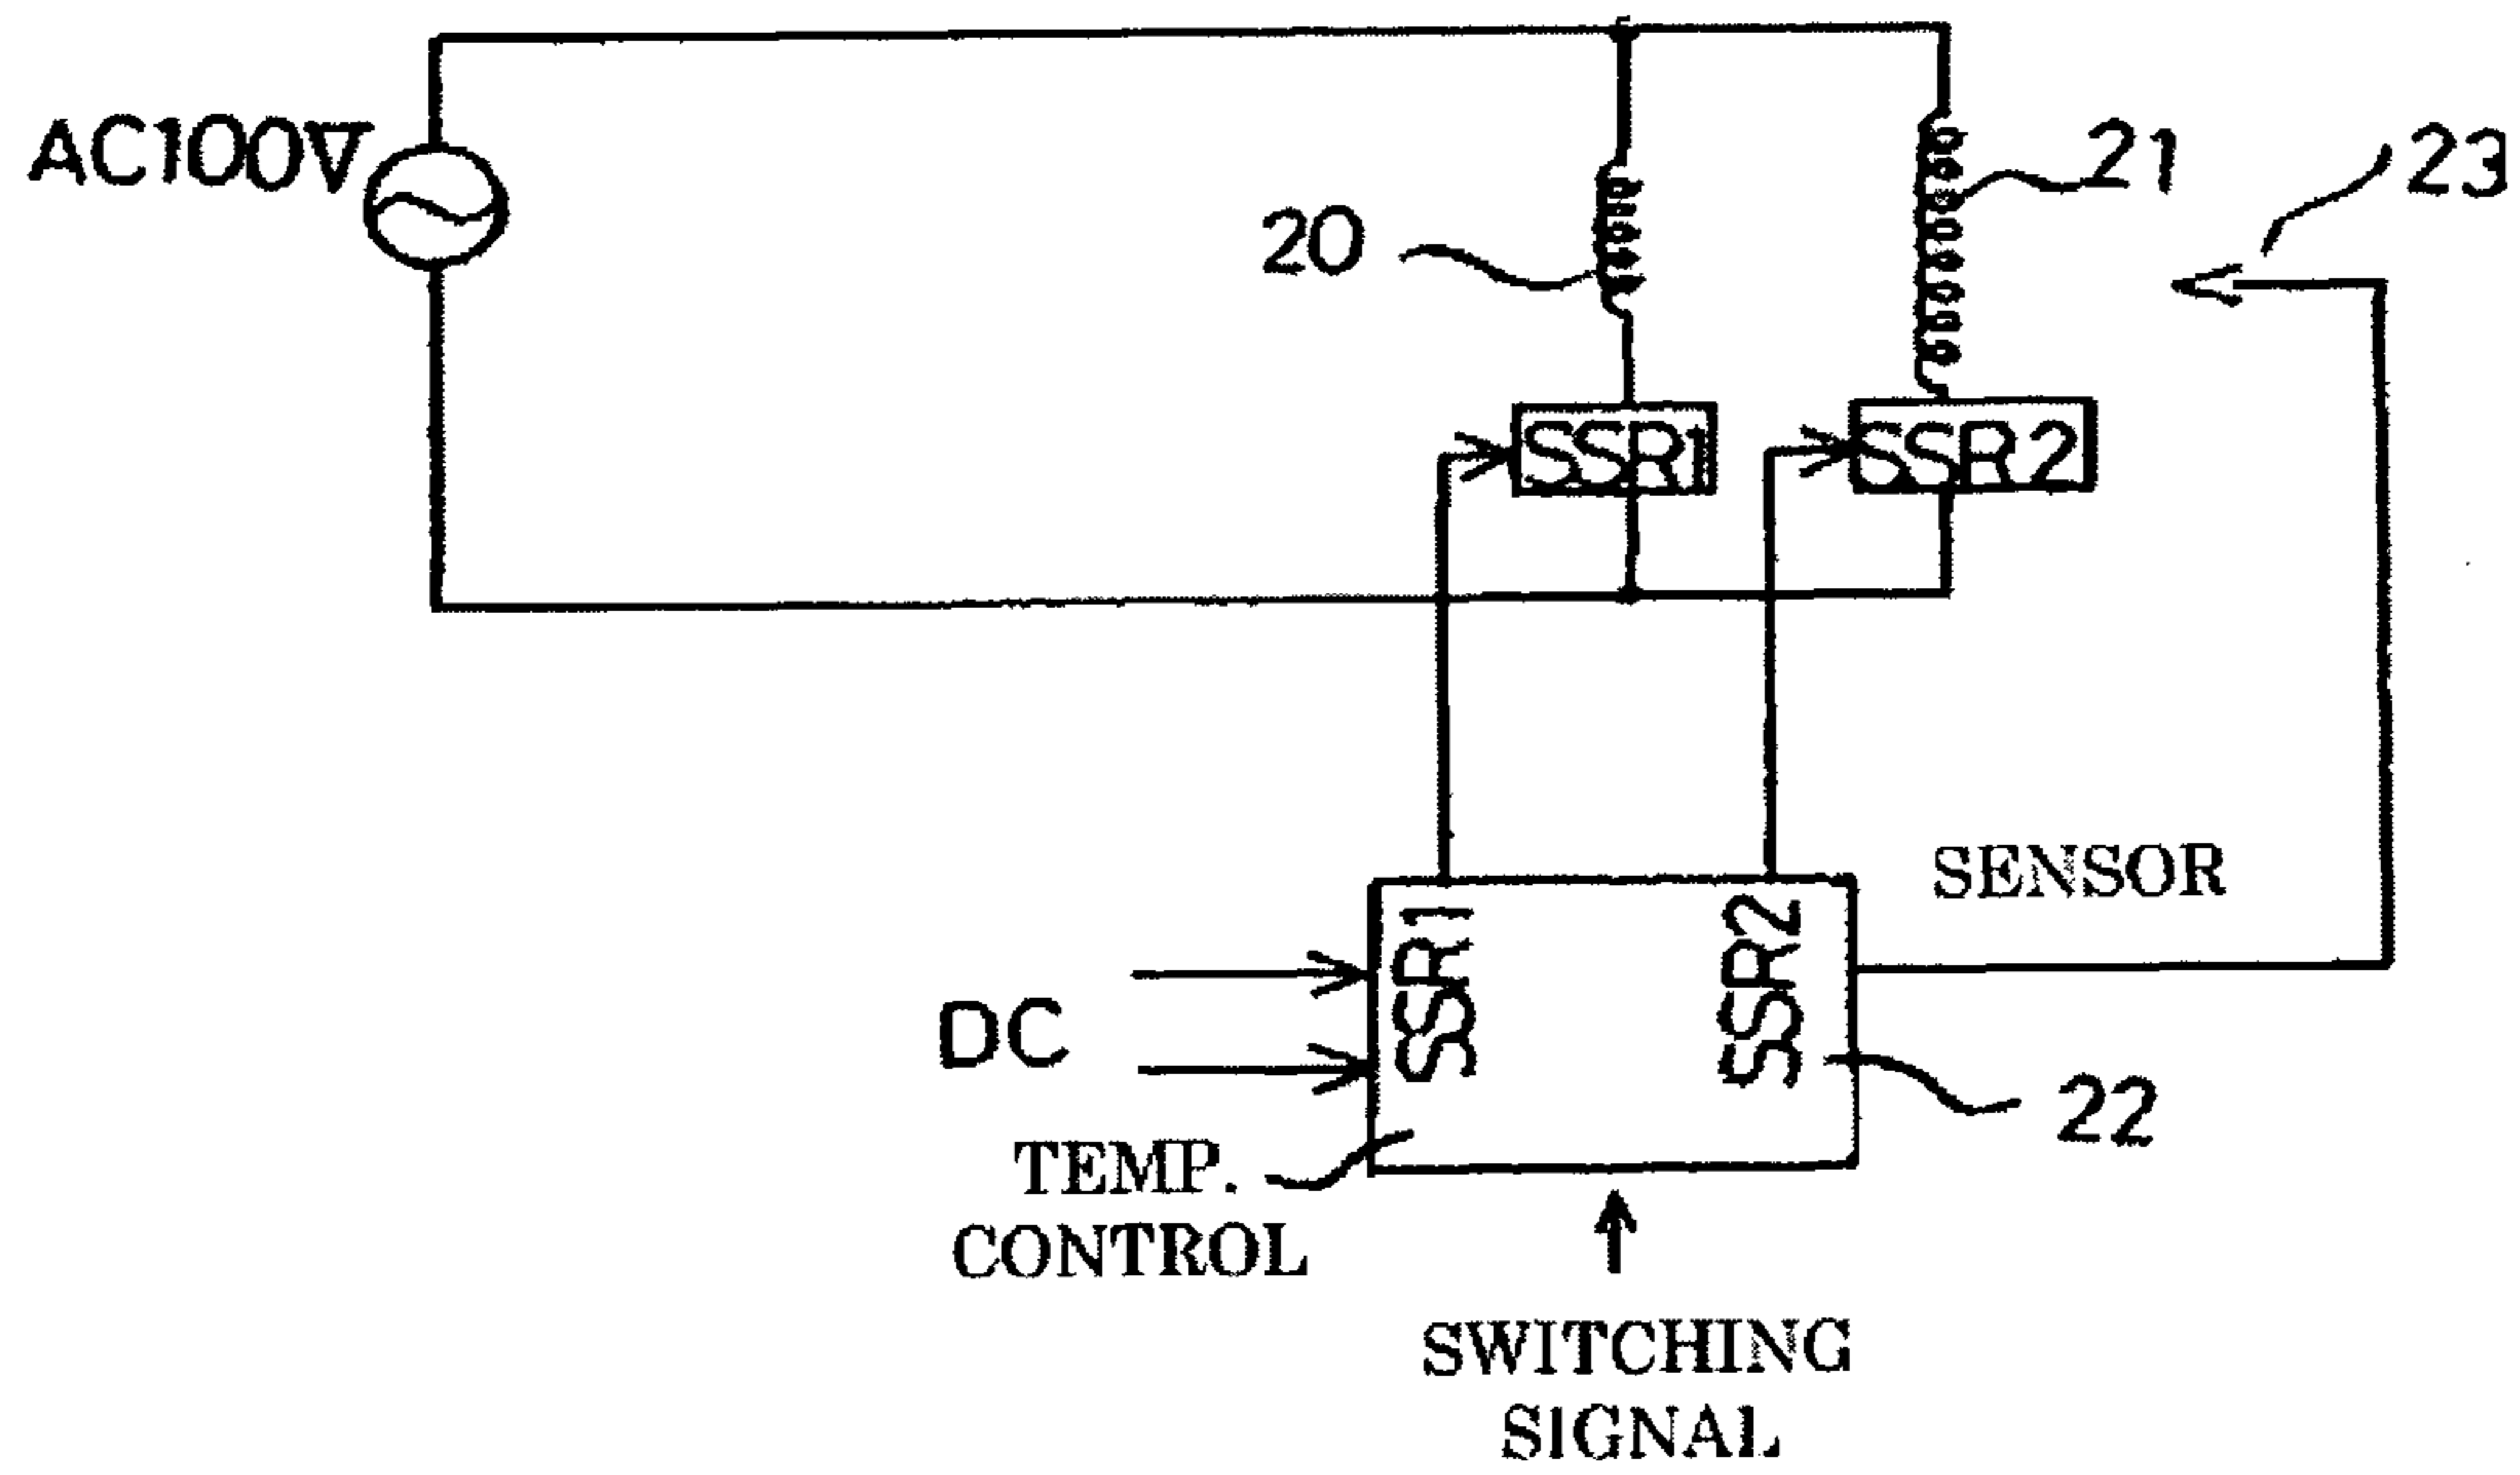 AC100V
20
21
23
SSR1
SSR2
SENSOR
SSR1
SSR2
DC
22
TEMP.
CONTROL
SWITCHING
SIGNAL